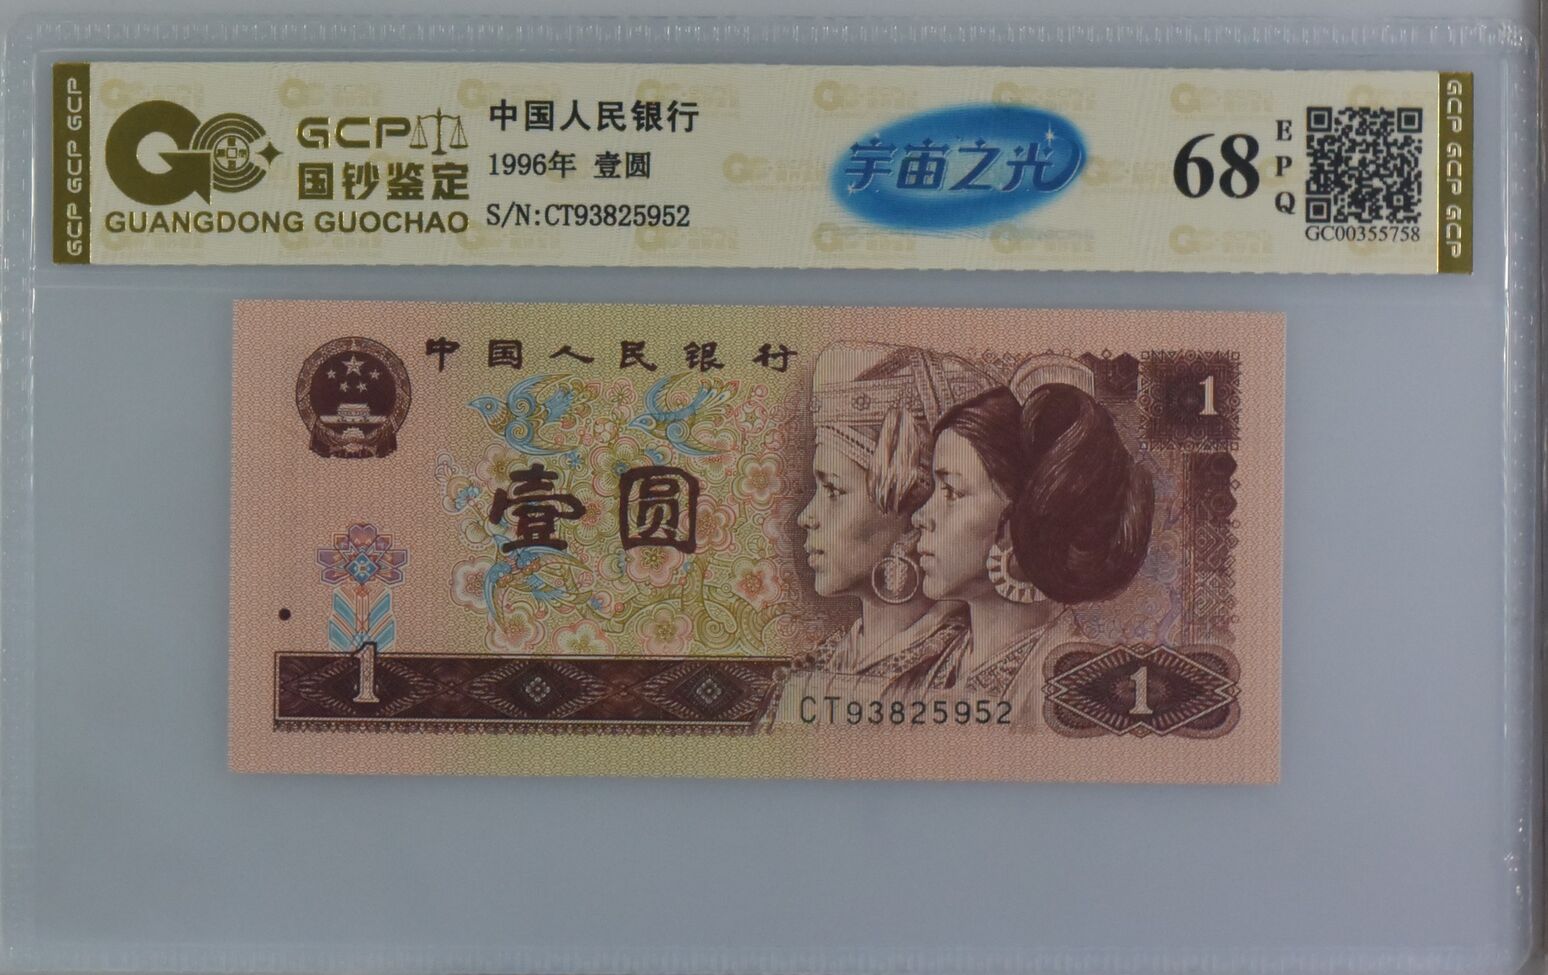 GCP GCP GCP
GCP
国钞鉴定
GUANGDONG GUOCHAO
中国人民银行
1996年 壹圆
S/N:CT93825952
宇宙之光
68
EPQ
GC00355758
GCP GCP GCP
中国人民银行
1
壹圆
1
CT93825952
1